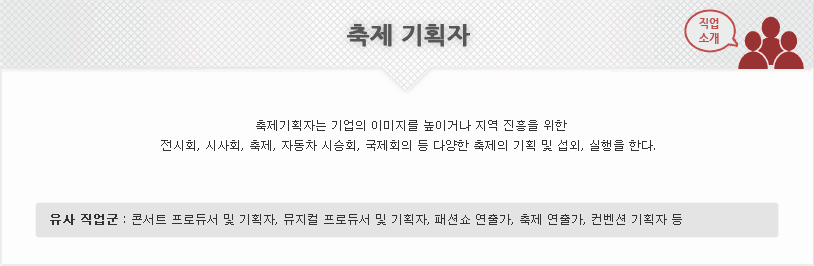 축제 기획자
직업
소개
축제기획자는 기업의 이미지를 높이거나 지역 진흥을 위한
전시회, 시사회, 축제, 자동차 시승회, 국제회의 등 다양한 축제의 기획 및 섭외, 실행을 한다.
유사 직업군 : 콘서트 프로듀서 및 기획자, 뮤지컬 프로듀서 및 기획자, 패션쇼 연출가, 축제 연출가, 컨벤션 기획자 등